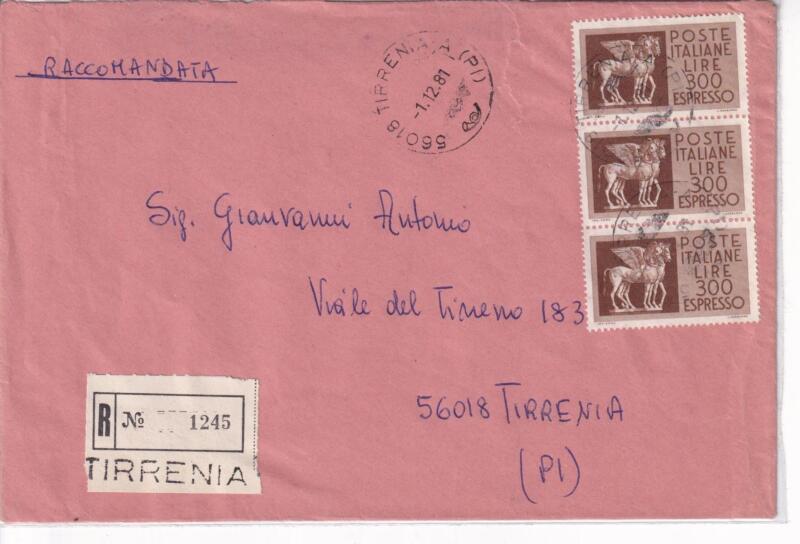 RACCOMANDATA
56018 TIRRENIA A (PI)
-1.12.81
POSTE
ITALIANE
LIRE
300
ESPRESSO
POSTE
ITALIANE
LIRE
300
ESPRESSO
POSTE
ITALIANE
LIRE
300
ESPRESSO
Sig. Gianvanni Antonio
Viale del Tirreno 183
56018 TIRRENIA
(PI)
R No 1245
TIRRENIA